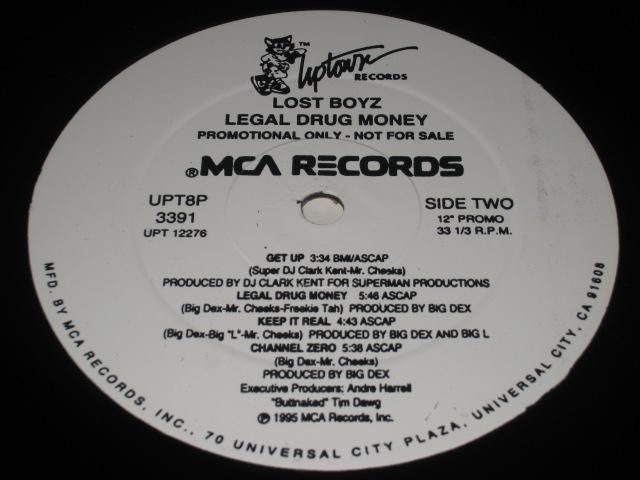 Uptown™
RECORDS
LOST BOYZ
LEGAL DRUG MONEY
PROMOTIONAL ONLY - NOT FOR SALE
®MCA RECORDS
UPT8P
3391
UPT 12276
SIDE TWO
12" PROMO
33 1/3 R.P.M.
GET UP 3:34 BMI/ASCAP
(Super DJ Clark Kent-Mr. Cheeks)
PRODUCED BY DJ CLARK KENT FOR SUPERMAN PRODUCTIONS
LEGAL DRUG MONEY 5:46 ASCAP
(Big Dex-Mr. Cheeks-Freekie Tah) PRODUCED BY BIG DEX
KEEP IT REAL 4:43 ASCAP
(Big Dex-Big "L"-Mr. Cheeks) PRODUCED BY BIG DEX AND BIG L
CHANNEL ZERO 5:38 ASCAP
(Big Dex-Mr. Cheeks)
PRODUCED BY BIG DEX
Executive Producers: Andre Harrell
"Buttnaked" Tim Dawg
℗ 1995 MCA Records, Inc.
MFD. BY MCA RECORDS, INC., 70 UNIVERSAL CITY PLAZA, UNIVERSAL CITY, CA 91608